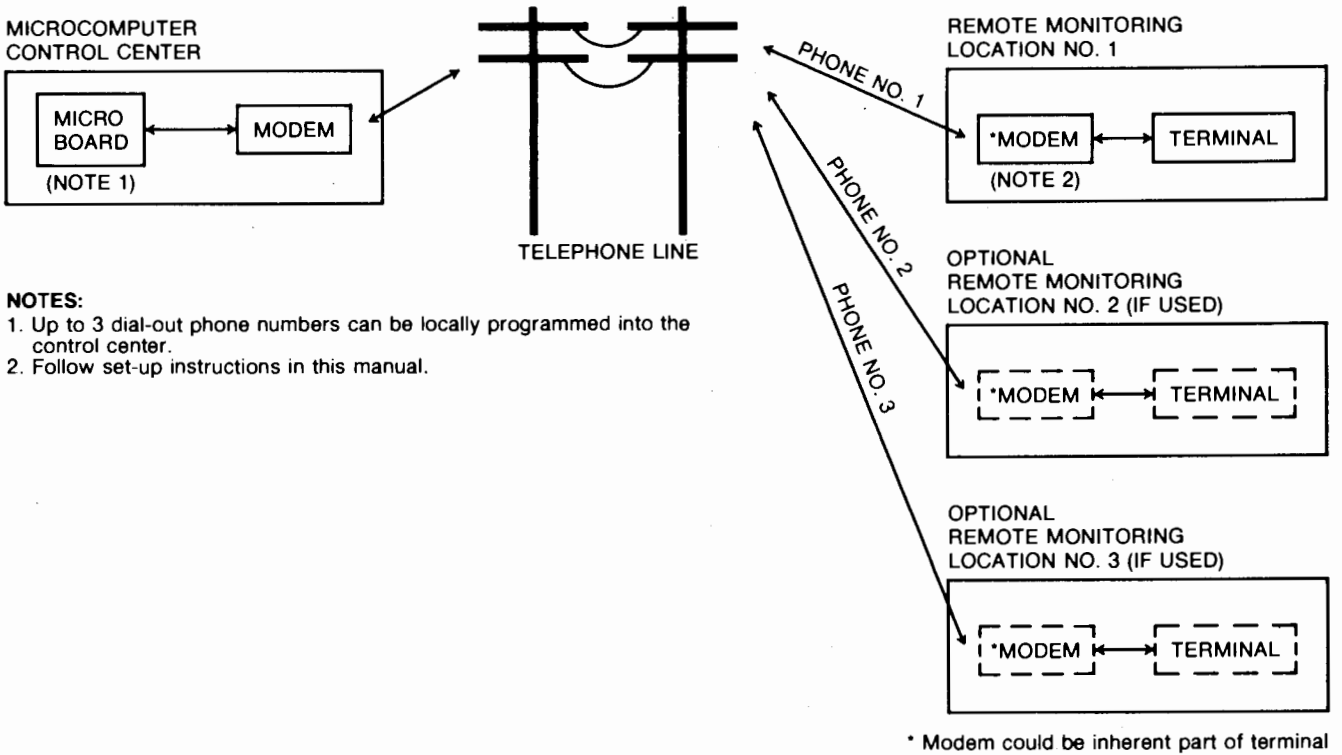 MICROCOMPUTER
CONTROL CENTER
MICRO
BOARD
MODEM
(NOTE 1)
TELEPHONE LINE
PHONE NO. 1
PHONE NO. 2
PHONE NO. 3
REMOTE MONITORING
LOCATION NO. 1
*MODEM
TERMINAL
(NOTE 2)
OPTIONAL
REMOTE MONITORING
LOCATION NO. 2 (IF USED)
*MODEM
TERMINAL
OPTIONAL
REMOTE MONITORING
LOCATION NO. 3 (IF USED)
*MODEM
TERMINAL
* Modem could be inherent part of terminal
NOTES:
1. Up to 3 dial-out phone numbers can be locally programmed into the
control center.
2. Follow set-up instructions in this manual.